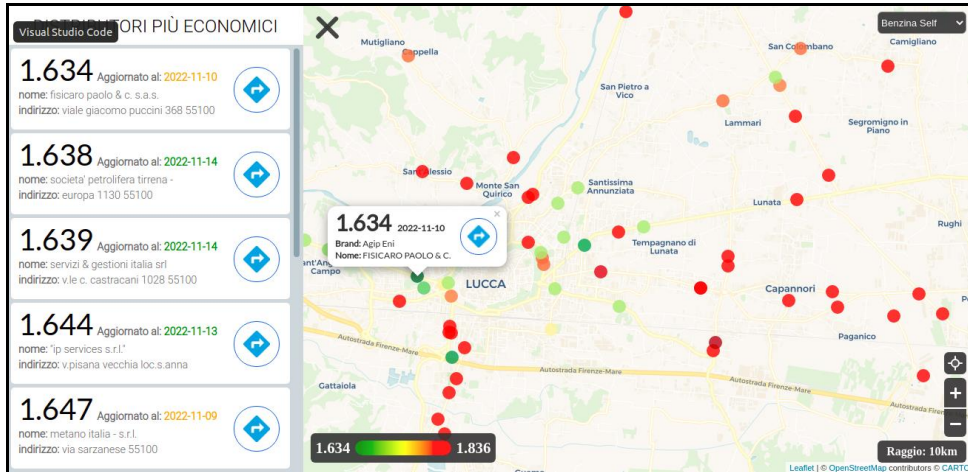 DISTRIBUTORI PIÙ ECONOMICI
Visual Studio Code
1.634 Aggiornato al: 2022-11-10
nome: fisicaro paolo & c. s.a.s.
indirizzo: viale giacomo puccini 368 55100
1.638 Aggiornato al: 2022-11-14
nome: societa' petrolifera tirrena -
indirizzo: europa 1130 55100
1.639 Aggiornato al: 2022-11-14
nome: servizi & gestioni italia srl
indirizzo: v.le c. castracani 1028 55100
1.644 Aggiornato al: 2022-11-13
nome: "ip services s.r.l."
indirizzo: v.pisana vecchia loc.s.anna
1.647 Aggiornato al: 2022-11-09
nome: metano italia - s.r.l.
indirizzo: via sarzanese 55100
Benzina Self
Mutigliano
Cappella
San Colombano
Camigliano
San Pietro a
Vico
Lammari
Segromigno in
Piano
Sant'Alessio
Monte San
Quirico
Santissima
Annunziata
Lunata
Rughi
1.634 2022-11-10
Brand: Agip Eni
Nome: FISICARO PAOLO & C.
×
Tempagnano di
Lunata
Campo
LUCCA
Capannori
Paganico
Autostrada Firenze-Mare
Autostrada Firenze-Mare
Autostrada Firenze-Mare
Gattaiola
1.634
1.836
+
−
Raggio: 10km
Leaflet | © OpenStreetMap contributors © CARTO